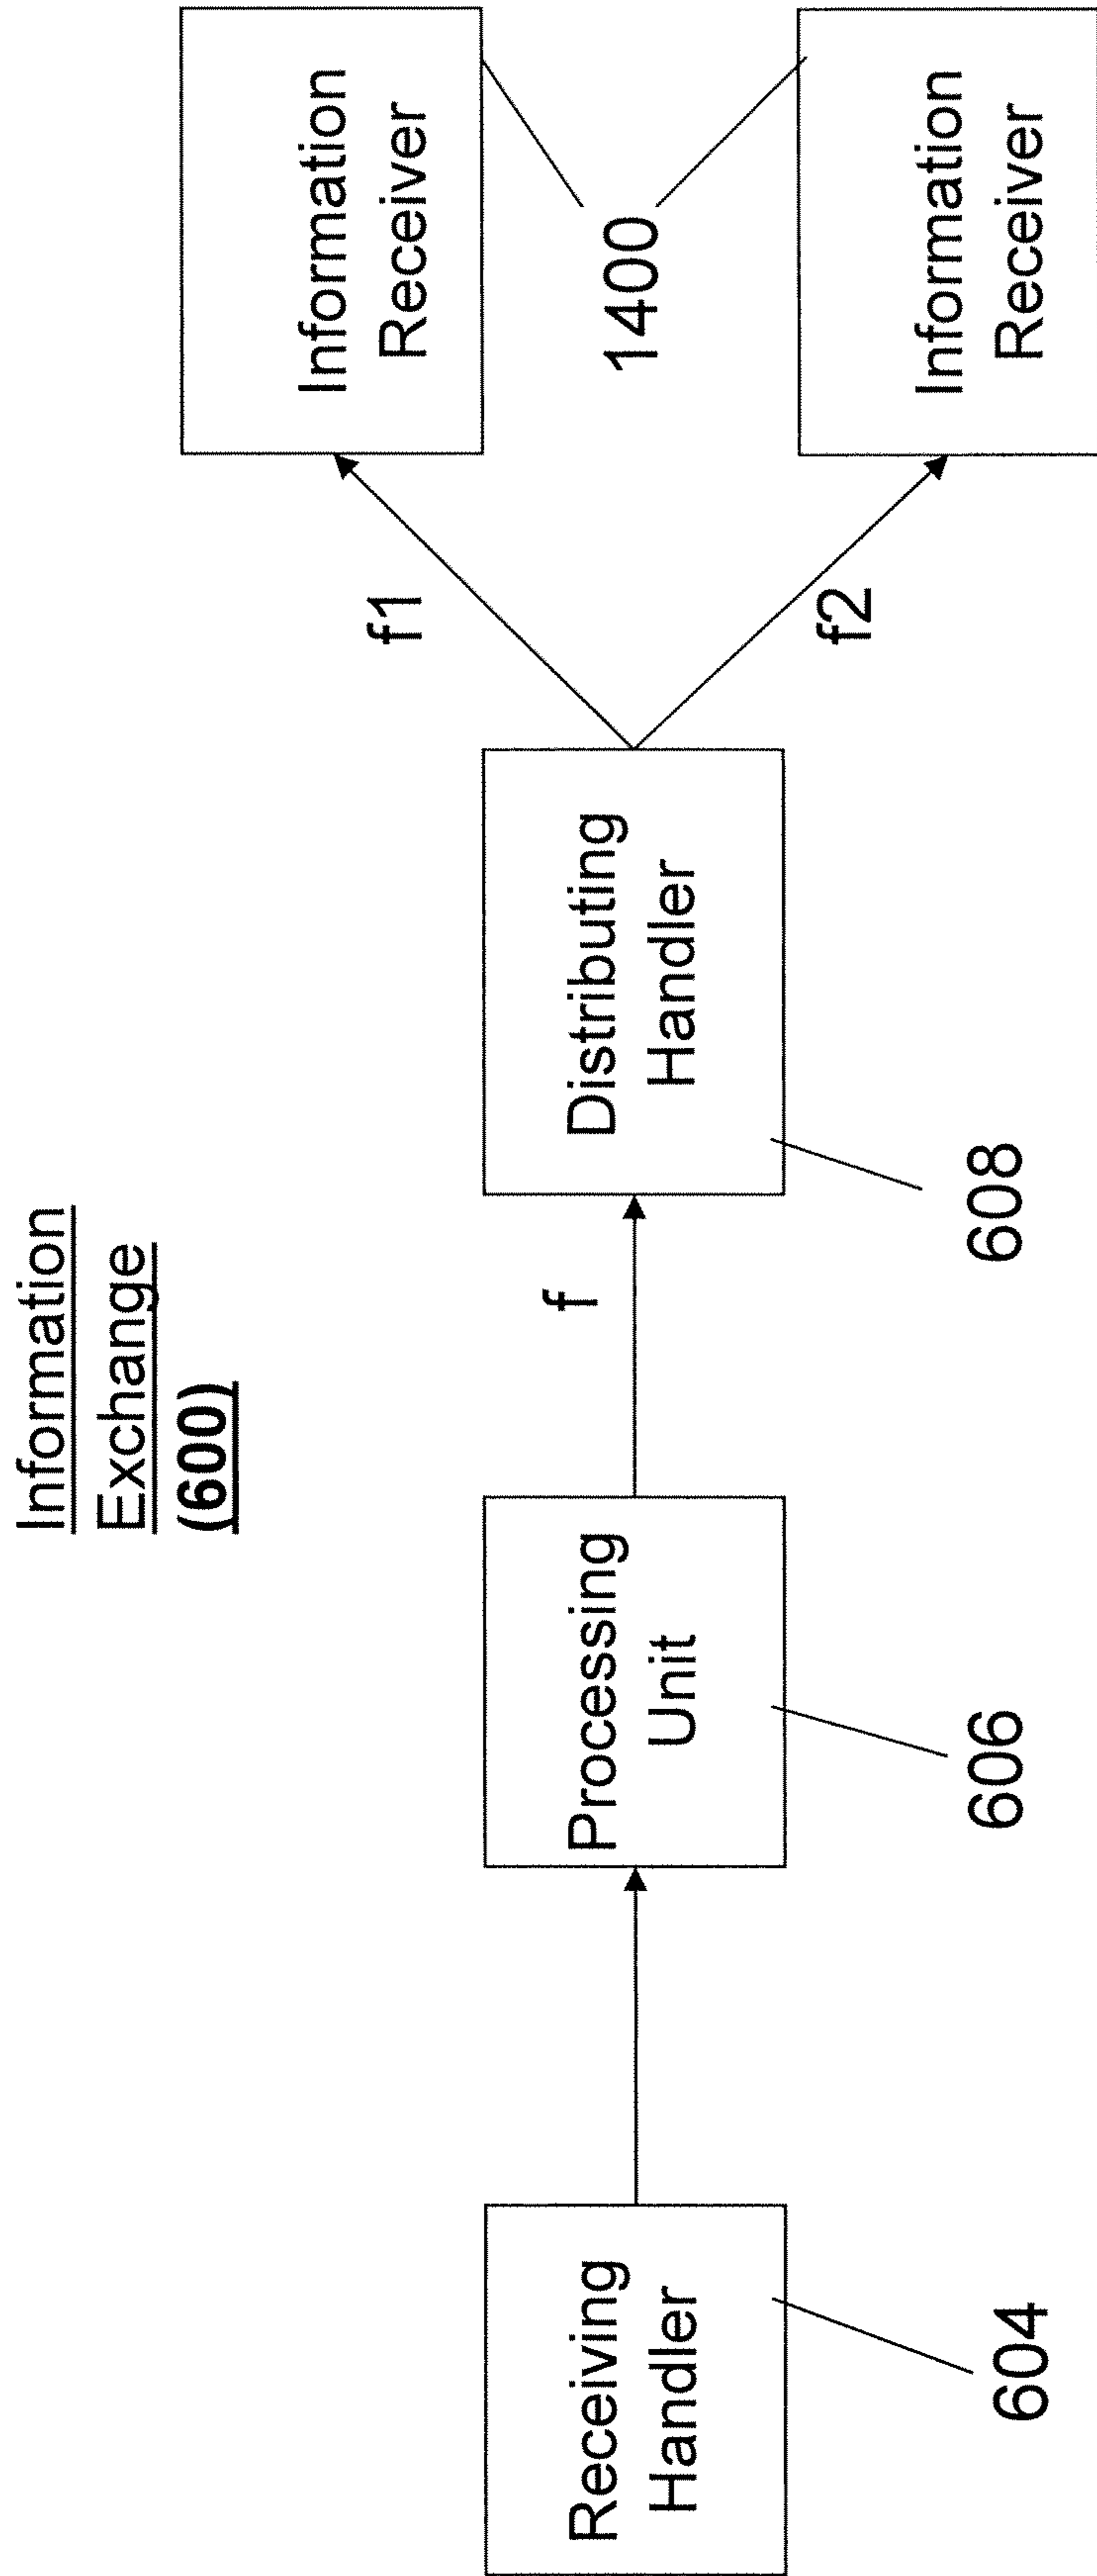 Information
Exchange
(600)
Receiving
Handler
604
Processing
Unit
606
f
Distributing
Handler
608
f1
f2
Information
Receiver
1400
Information
Receiver